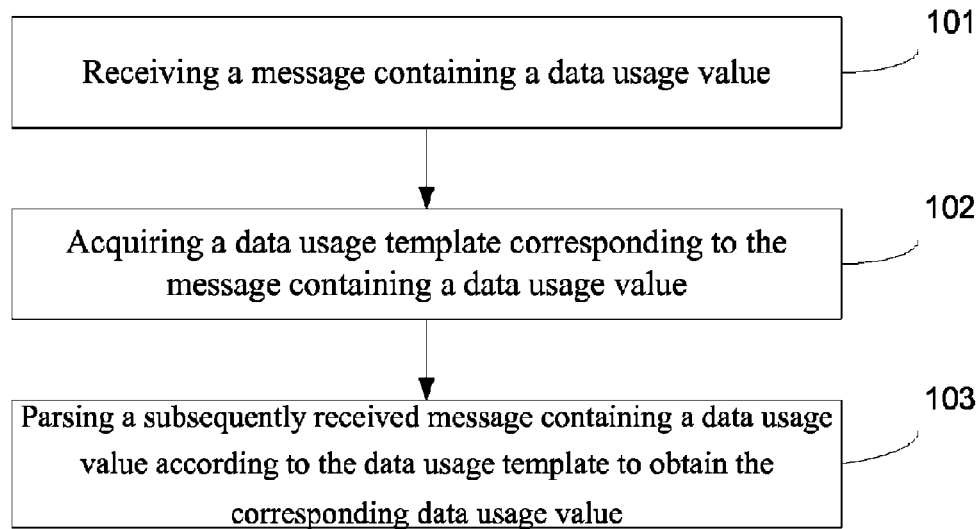 101
Receiving a message containing a data usage value
102
Acquiring a data usage template corresponding to the
message containing a data usage value
103
Parsing a subsequently received message containing a data usage
value according to the data usage template to obtain the
corresponding data usage value